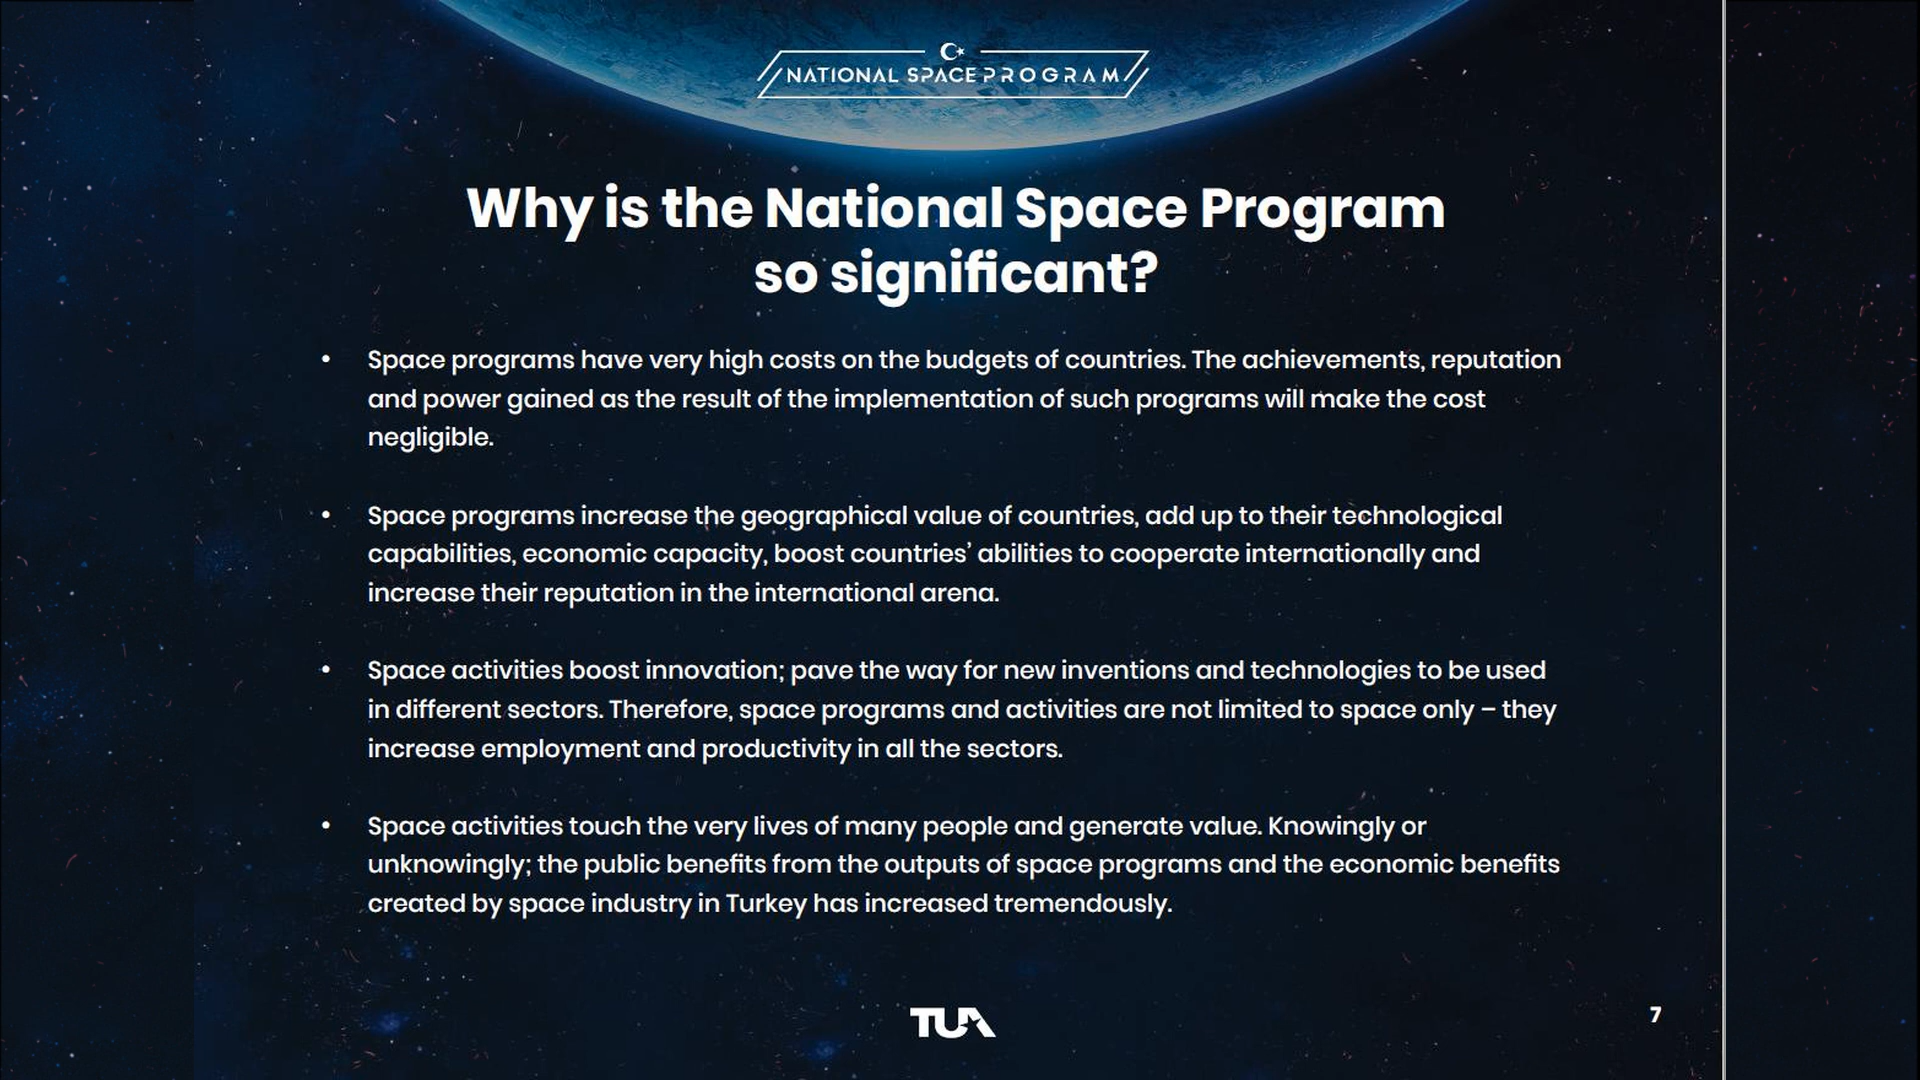 NATIONAL SPACE PROGRAM
Why is the National Space Program
so significant?
• Space programs have very high costs on the budgets of countries. The achievements, reputation
and power gained as the result of the implementation of such programs will make the cost
negligible.
• Space programs increase the geographical value of countries, add up to their technological
capabilities, economic capacity, boost countries’ abilities to cooperate internationally and
increase their reputation in the international arena.
• Space activities boost innovation; pave the way for new inventions and technologies to be used
in different sectors. Therefore, space programs and activities are not limited to space only – they
increase employment and productivity in all the sectors.
• Space activities touch the very lives of many people and generate value. Knowingly or
unknowingly; the public benefits from the outputs of space programs and the economic benefits
created by space industry in Turkey has increased tremendously.
TUA
7